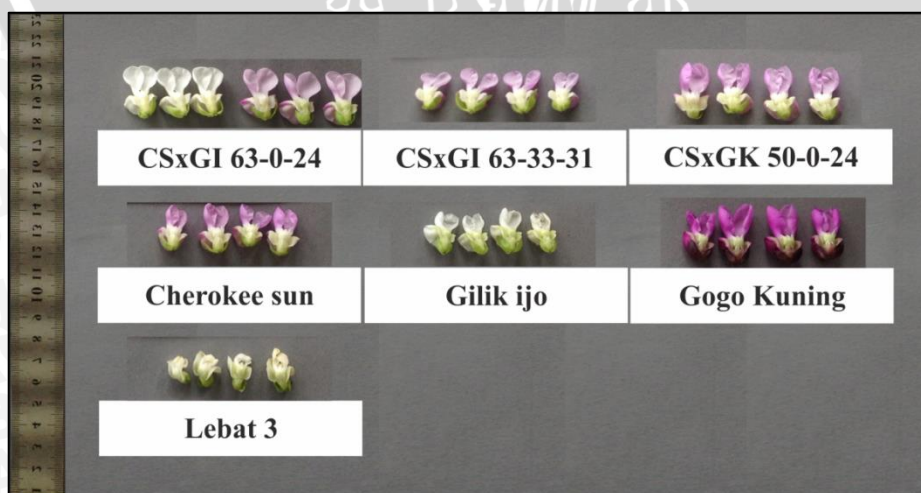 CSxGI 63-0-24
CSxGI 63-33-31
CSxGK 50-0-24
Cherokee sun
Gilik ijo
Gogo Kuning
Lebat 3